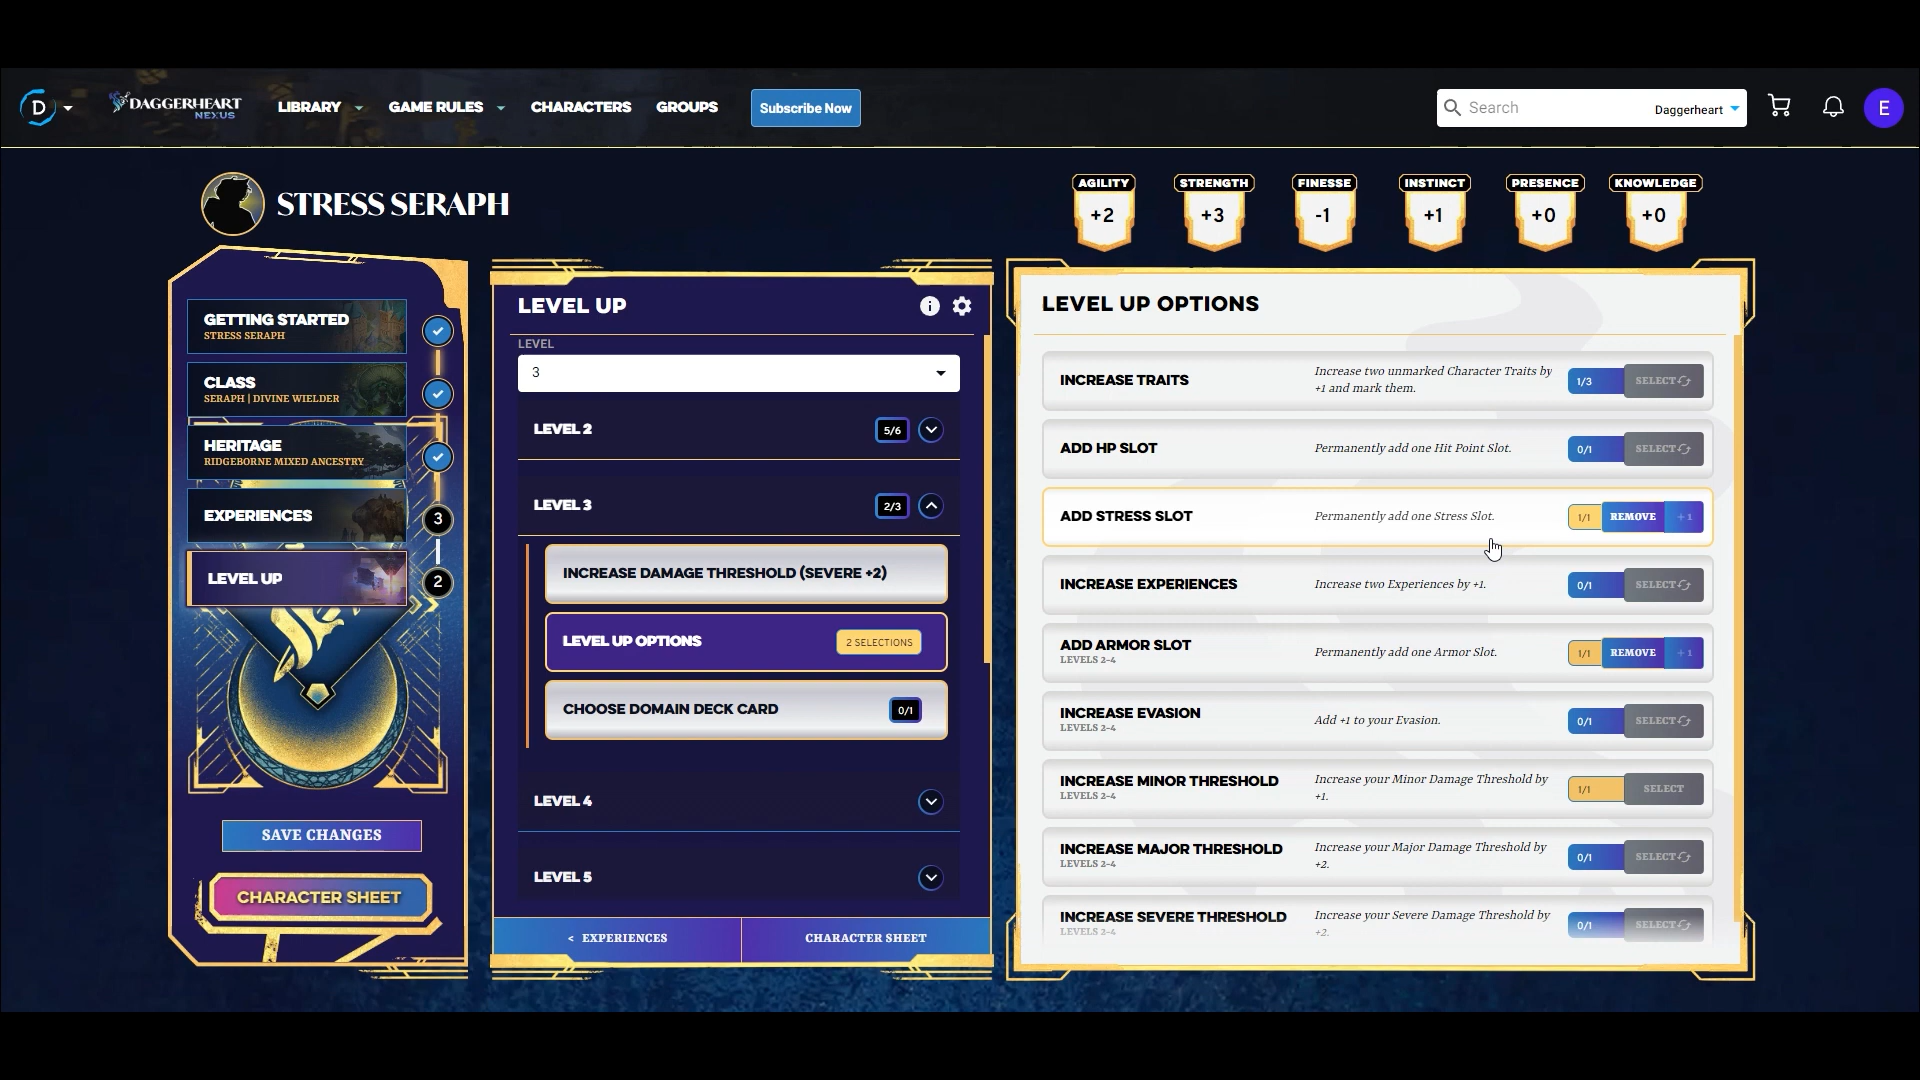 D
DAGGERHEART
NEXUS
LIBRARY
GAME RULES
CHARACTERS
GROUPS
Subscribe Now
Search
Daggerheart
E
STRESS SERAPH
AGILITY
+2
STRENGTH
+3
FINESSE
-1
INSTINCT
+1
PRESENCE
+0
KNOWLEDGE
+0
GETTING STARTED
STRESS SERAPH
CLASS
SERAPH | DIVINE WIELDER
HERITAGE
RIDGEBORNE MIXED ANCESTRY
EXPERIENCES
3
LEVEL UP
2
SAVE CHANGES
CHARACTER SHEET
LEVEL UP
LEVEL
3
LEVEL 2
5/6
LEVEL 3
2/3
INCREASE DAMAGE THRESHOLD (SEVERE +2)
LEVEL UP OPTIONS
2 SELECTIONS
CHOOSE DOMAIN DECK CARD
0/1
LEVEL 4
LEVEL 5
< EXPERIENCES
CHARACTER SHEET
LEVEL UP OPTIONS
INCREASE TRAITS
Increase two unmarked Character Traits by
+1 and mark them.
1/3
SELECT
ADD HP SLOT
Permanently add one Hit Point Slot.
0/1
SELECT
ADD STRESS SLOT
Permanently add one Stress Slot.
1/1
REMOVE
+1
INCREASE EXPERIENCES
Increase two Experiences by +1.
0/1
SELECT
ADD ARMOR SLOT
LEVELS 2-4
Permanently add one Armor Slot.
1/1
REMOVE
+1
INCREASE EVASION
LEVELS 2-4
Add +1 to your Evasion.
0/1
SELECT
INCREASE MINOR THRESHOLD
LEVELS 2-4
Increase your Minor Damage Threshold by
+1.
1/1
SELECT
INCREASE MAJOR THRESHOLD
LEVELS 2-4
Increase your Major Damage Threshold by
+2.
0/1
SELECT
INCREASE SEVERE THRESHOLD
LEVELS 2-4
Increase your Severe Damage Threshold by
+2.
0/1
SELECT